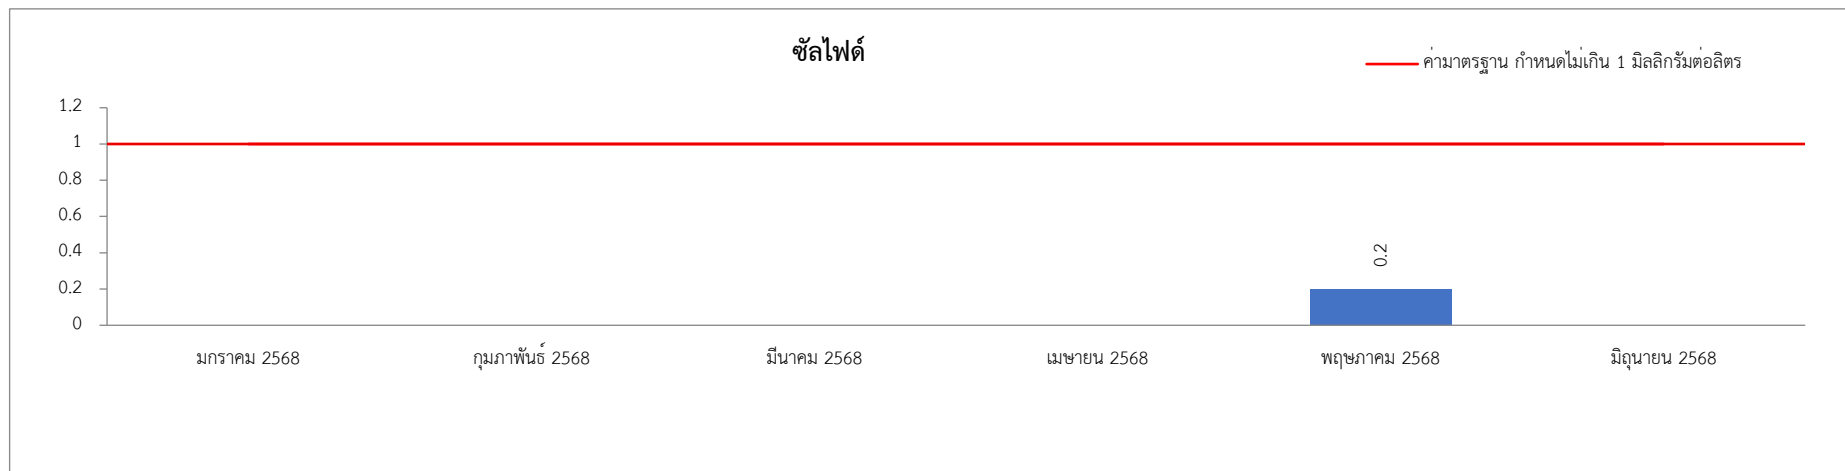 ซัลไฟด์
ค่ามาตรฐาน กำหนดไม่เกิน 1 มิลลิกรัมต่อลิตร
1.2
1
0.8
0.6
0.4
0.2
0
0.2
มกราคม 2568 กุมภาพันธ์ 2568 มีนาคม 2568 เมษายน 2568 พฤษภาคม 2568 มิถุนายน 2568